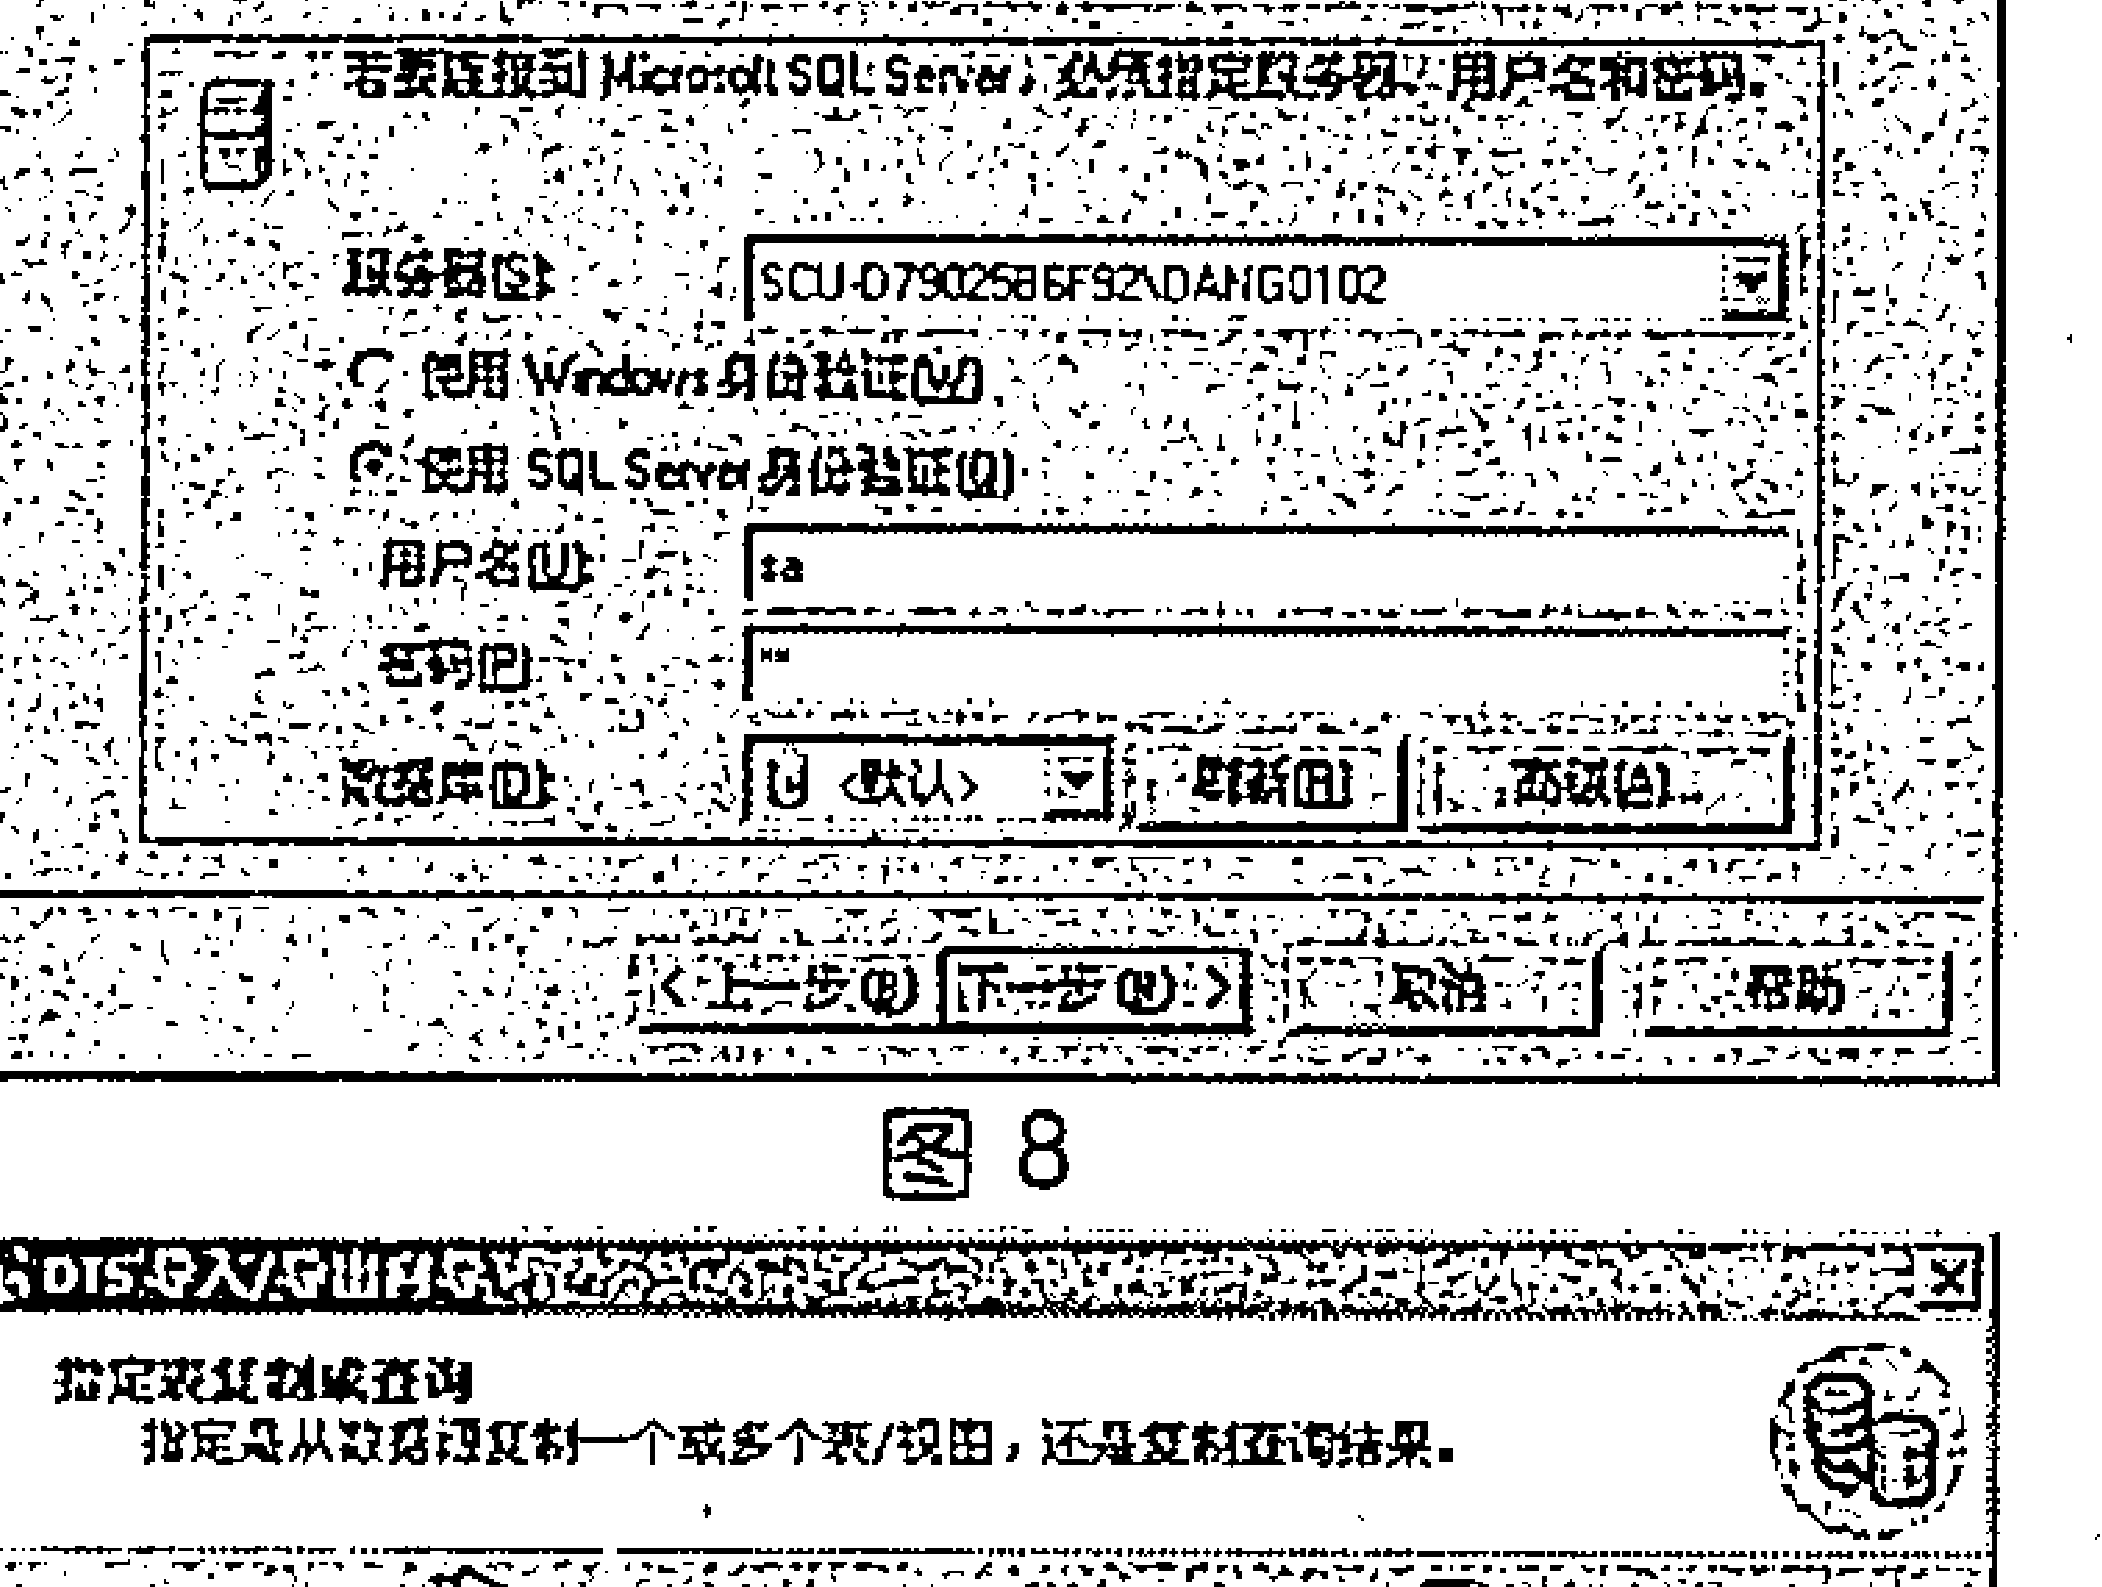 若要连接到 Microsoft SQL Server，必须指定服务器、用户名和密码。
服务器(S):
SCU-D79025B6F92\DANG0102
使用 Windows 身份验证(W)
使用 SQL Server 身份验证(Q)
用户名(U):
sa
密码(P):
**
数据库(D):
<默认>
刷新(R)
高级(A)...
< 上一步(B)
下一步(N) >
取消
帮助
图 8
DTS
指定表复制或查询
指定是从数据源复制一个或多个表/视图，还是复制查询结果。